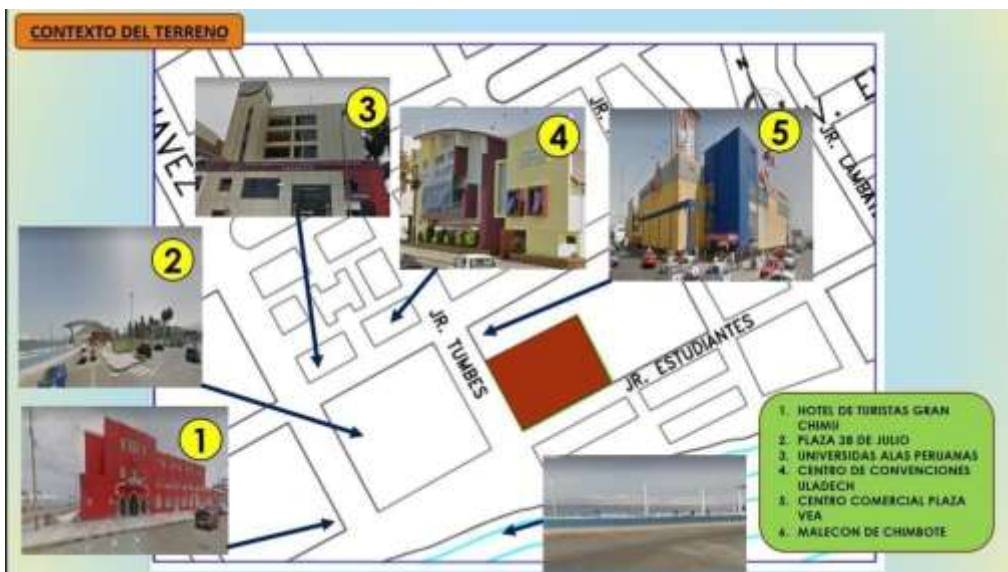 CONTEXTO DEL TERRENO
3
4
5
2
1
HAVEZ
JR.
N
JR. LAMBAY
JR. TUMBES
JR. ESTUDIANTES
1. HOTEL DE TURISTAS GRAN
CHIMU
2. PLAZA 28 DE JULIO
3. UNIVERSIDAS ALAS PERUANAS
4. CENTRO DE CONVENCIONES
ULADECH
5. CENTRO COMERCIAL PLAZA
VEA
6. MALECON DE CHIMBOTE